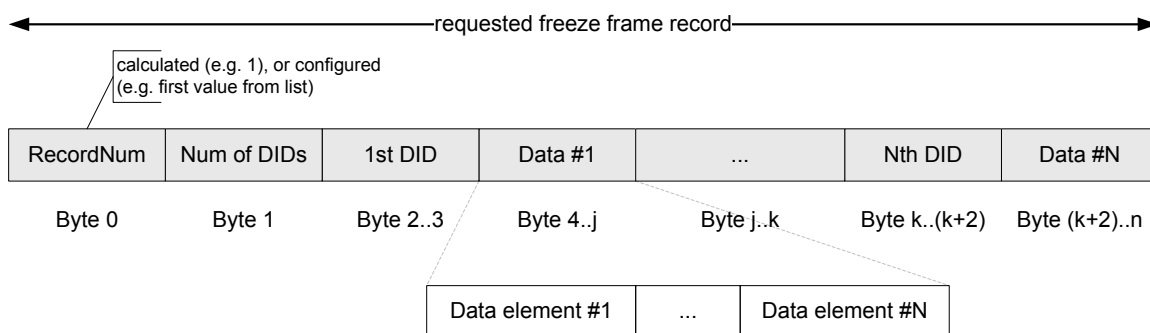 requested freeze frame record
calculated (e.g. 1), or configured
(e.g. first value from list)
RecordNum Num of DIDs 1st DID Data #1 ... Nth DID Data #N
Byte 0 Byte 1 Byte 2..3 Byte 4..j Byte j..k Byte k..(k+2) Byte (k+2)..n
Data element #1 ... Data element #N